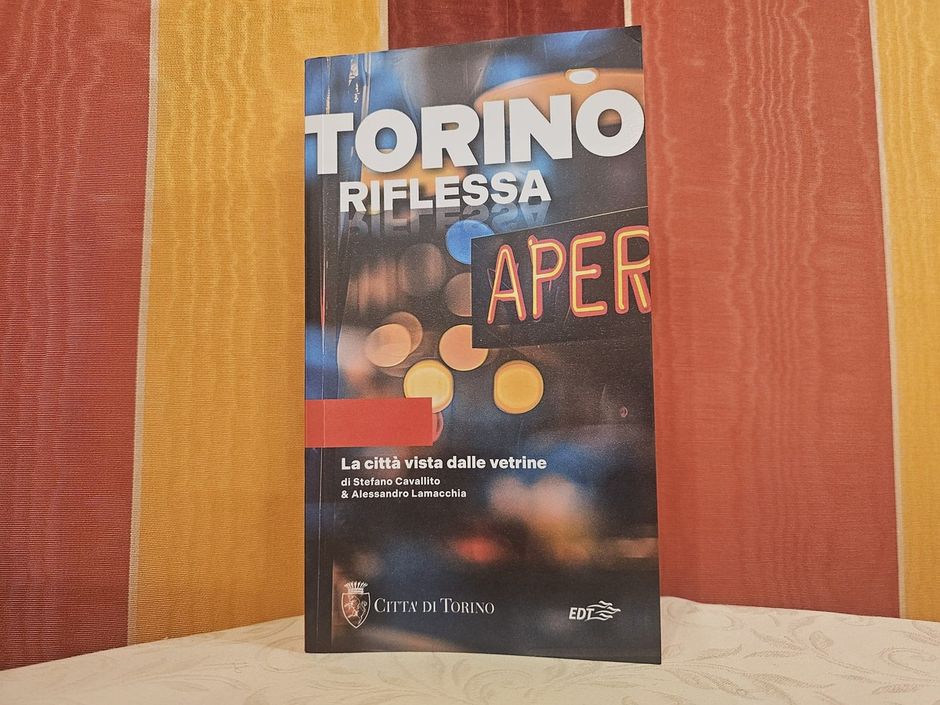 TORINO
RIFLESSA
APER
La città vista dalle vetrine
di Stefano Cavallito
& Alessandro Lamacchia
CITTA' DI TORINO
EDT